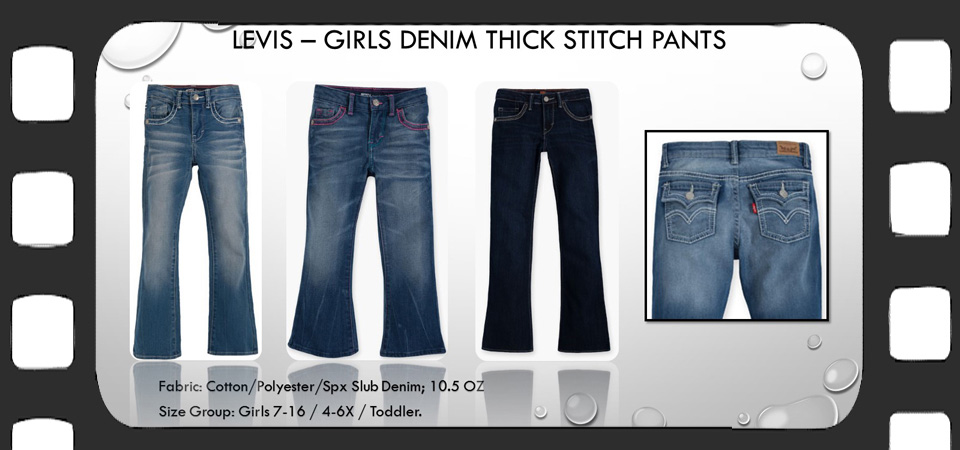 LEVIS – GIRLS DENIM THICK STITCH PANTS
Fabric: Cotton/Polyester/Spx Slub Denim; 10.5 OZ
Size Group: Girls 7-16 / 4-6X / Toddler.